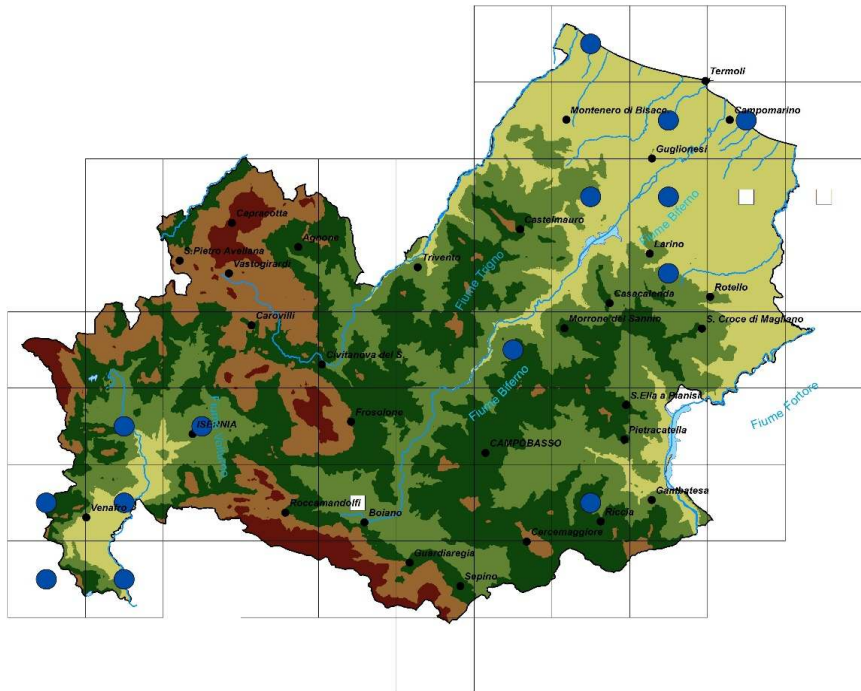 Termoli
Montenero di Bisacc.
Campomarino
Guglionesi
Capracotta
Castelmauro
Fiume Biferno
Agnone
Larino
S.Pietro Avellana
Trivento
Vastogirardi
Fiume Trigno
Rotello
Casacalenda
Carovilli
Morrone del Sannio
S. Croce di Magliano
Civitanova del S.
Fiume Biferno
S.Elia a Pianisi
Fiume Fortore
Frosolone
ISERNIA
Pietracatella
CAMPOBASSO
Gambatesa
Roccamandolfi
Venafro
Boiano
Riccia
Cercemaggiore
Guardiaregia
Sepino